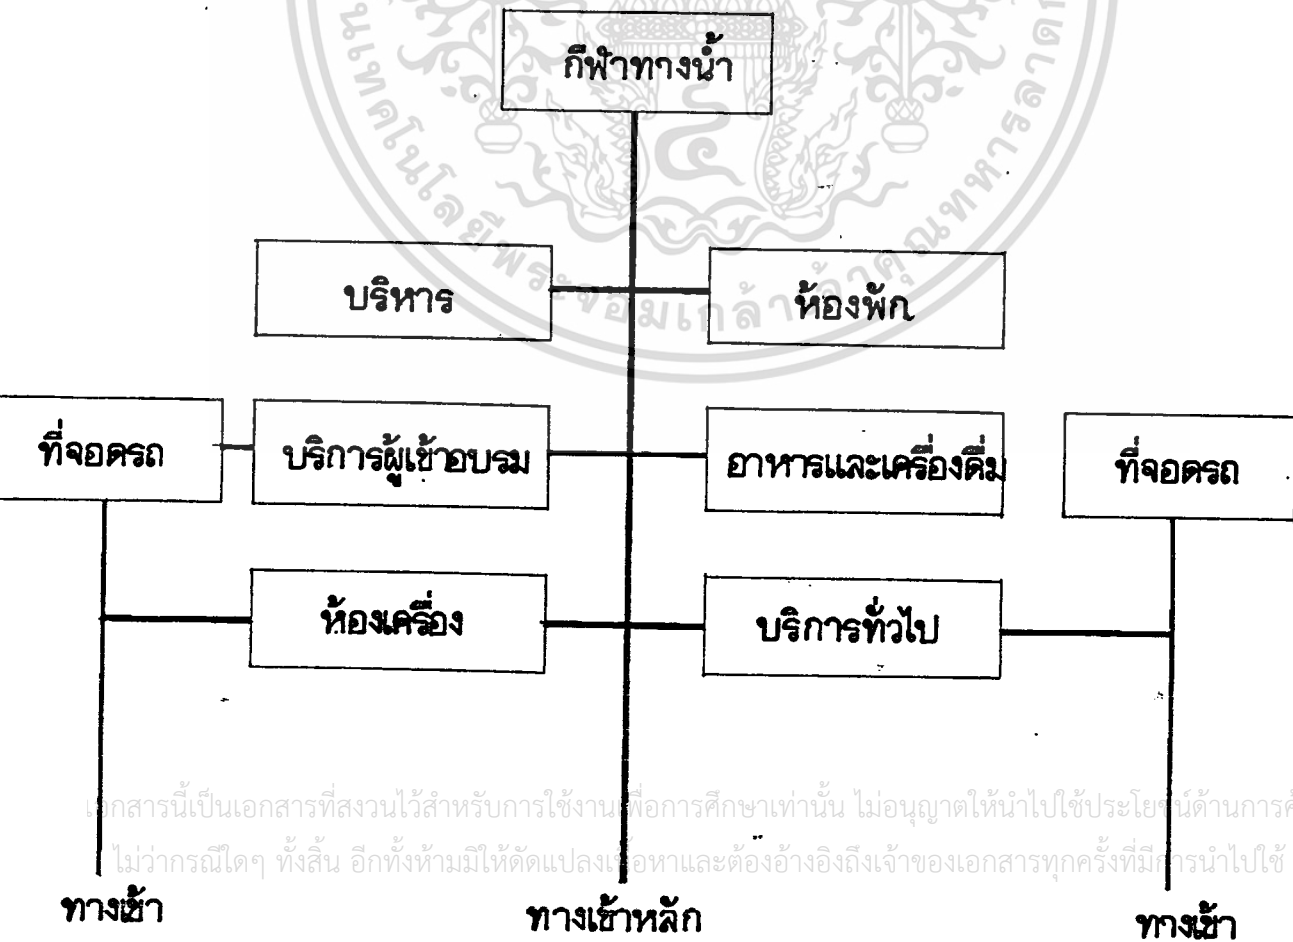 กีฬาทางน้ำ
บริหาร
ห้องพัก
ที่จอดรถ
บริการผู้เข้าอบรม
อาหารและเครื่องดื่ม
ที่จอดรถ
ห้องเครื่อง
บริการทั่วไป
เอกสารนี้เป็นเอกสารที่สงวนไว้สำหรับการใช้งานเพื่อการศึกษาเท่านั้น ไม่อนุญาตให้นำไปใช้ประโยชน์ด้านการค้
ไม่ว่ากรณีใดๆ ทั้งสิ้น อีกทั้งห้ามมิให้ดัดแปลงเนื้อหาและต้องอ้างอิงถึงเจ้าของเอกสารทุกครั้งที่มีการนำไปใช้
ทางเข้า
ทางเข้าหลัก
ทางเข้า